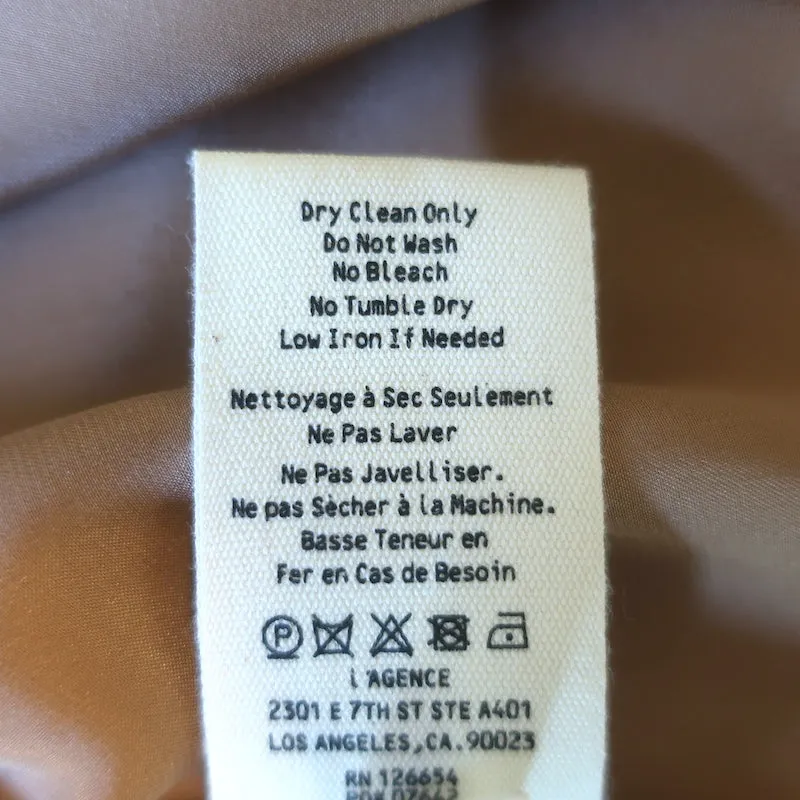 Dry Clean Only
Do Not Wash
No Bleach
No Tumble Dry
Low Iron If Needed
Nettoyage à Sec Seulement
Ne Pas Laver
Ne Pas Javelliser.
Ne pas Sècher à la Machine.
Basse Teneur en
Fer en Cas de Besoin
P
L'AGENCE
2301 E 7TH ST STE A401
LOS ANGELES,CA.90023
RN 126654
PO# 07642